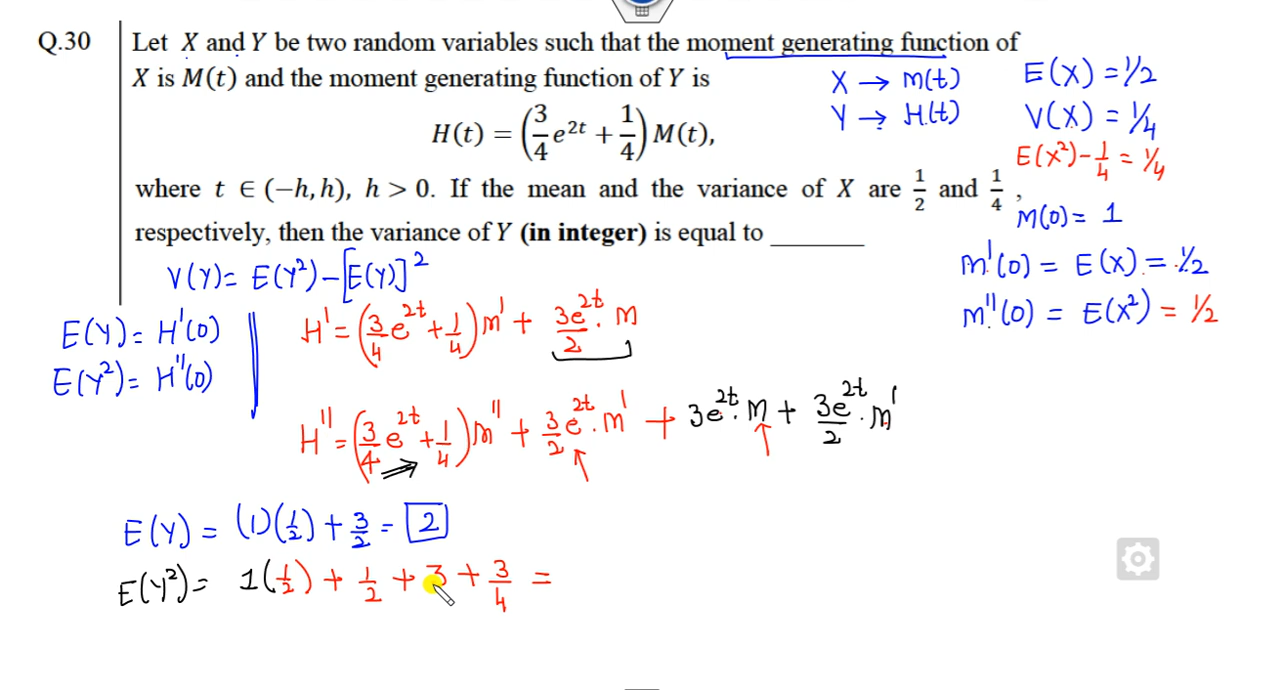 Q.30 Let X and Y be two random variables such that the moment generating function of
X is M(t) and the moment generating function of Y is
H(t) = (3/4 e^{2t} + 1/4) M(t),
where t ∈ (−h, h), h > 0. If the mean and the variance of X are 1/2 and 1/4 ,
respectively, then the variance of Y (in integer) is equal to ________
X → M(t)
Y → H(t)
E(X) = 1/2
V(X) = 1/4
E(X²) − 1/4 = 1/4
M(0) = 1
M'(0) = E(X) = 1/2
M''(0) = E(X²) = 1/2
V(Y) = E(Y²) − [E(Y)]²
E(Y) = H'(0)
E(Y²) = H''(0)
H' = (3/4 e^{2t} + 1/4) M' + 3e^{2t}/2 . M
H'' = (3/4 e^{2t} + 1/4) M'' + 3/2 e^{2t} . M' + 3e^{2t} . M + 3e^{2t}/2 . M'
E(Y) = (1)(1/2) + 3/2 = 2
E(Y²) = 1(1/2) + 1/2 + 3 + 3/4 =